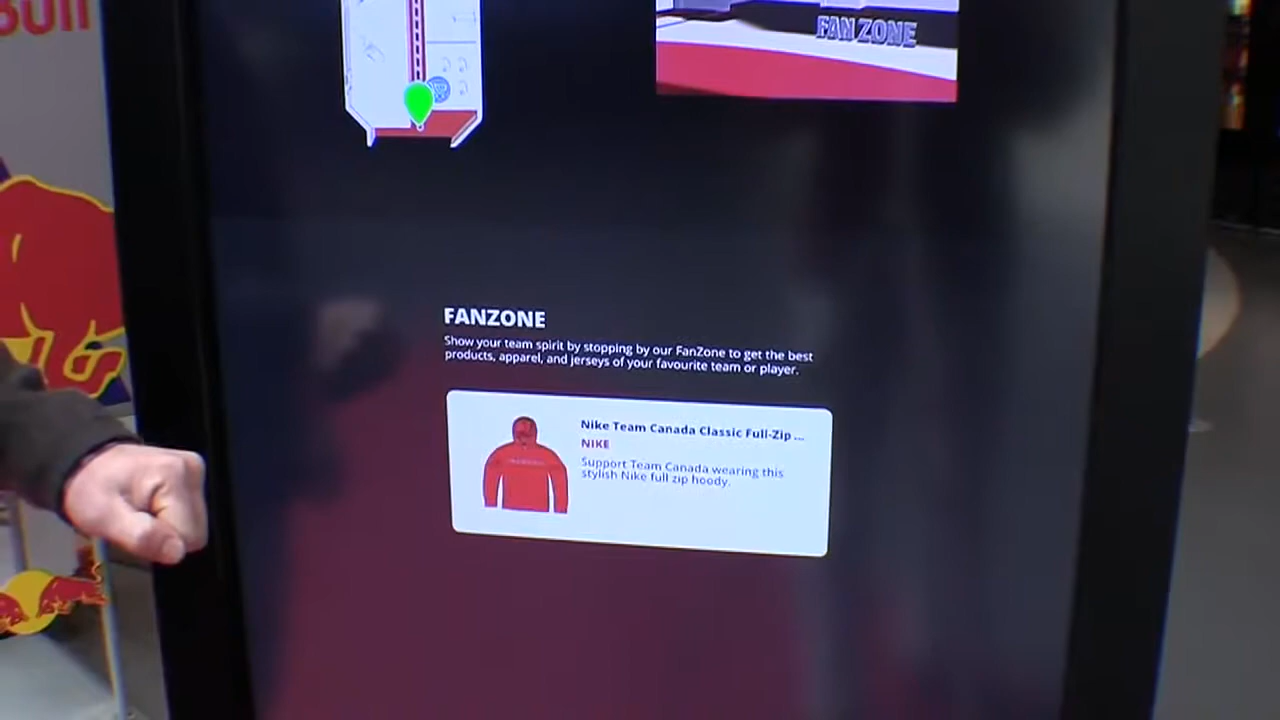 Bull
FAN ZONE
FANZONE
Show your team spirit by stopping by our FanZone to get the best
products, apparel, and jerseys of your favourite team or player.
Nike Team Canada Classic Full-Zip ...
NIKE
Support Team Canada wearing this
stylish Nike full zip hoody.